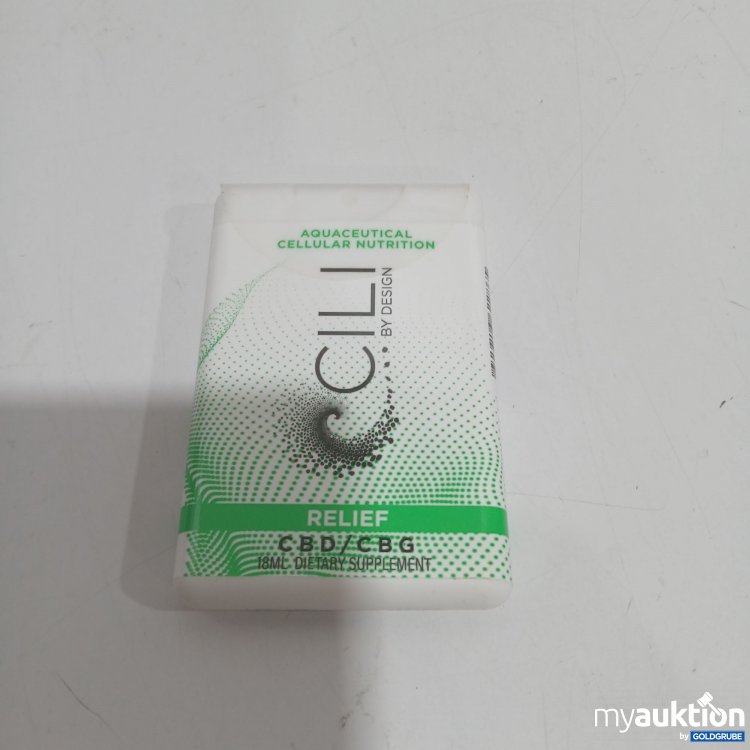 AQUACEUTICAL
CELLULAR NUTRITION
CILI
BY DESIGN
RELIEF
CBD/CBG
18ML DIETARY SUPPLEMENT
myauktion
by GOLDGRUBE